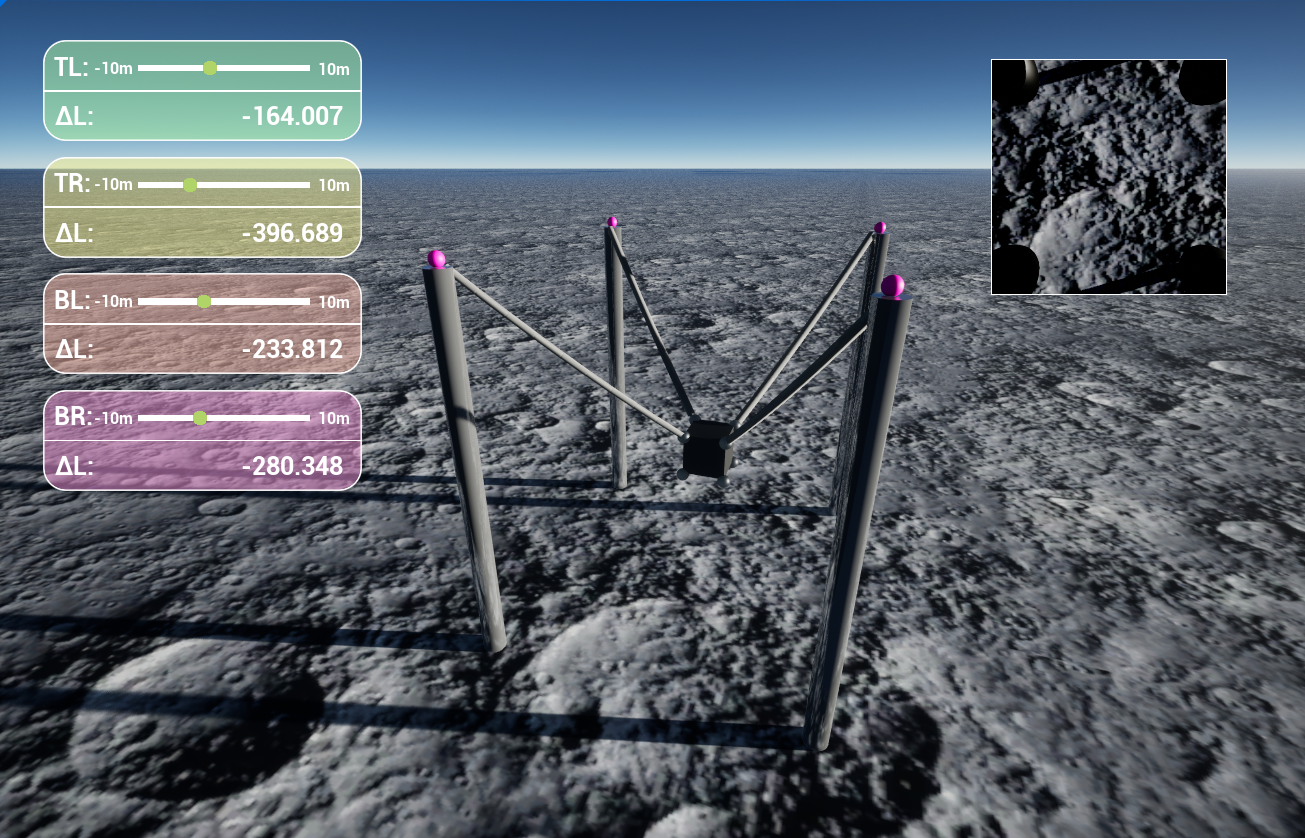 TL: -10m 10m
ΔL: -164.007
TR: -10m 10m
ΔL: -396.689
BL: -10m 10m
ΔL: -233.812
BR: -10m 10m
ΔL: -280.348